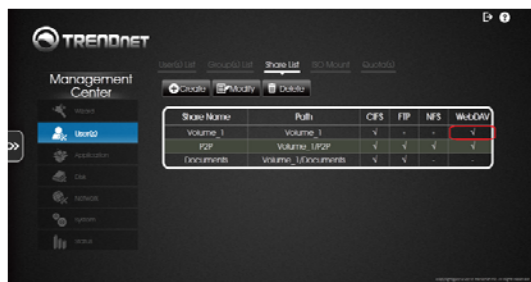 TRENDNET
User(s) List Group(s) List Share List ISO Mount Quota(s)
Management
Center
Create Modify Delete
Wizard
User(s)
Application
Disk
Network
System
Status
Share Name Path CIFS FTP NFS WebDAV
Volume_1 Volume_1 √ - - √
P2P Volume_1/P2P √ √ √ √
Documents Volume_1/Documents √ √ - -